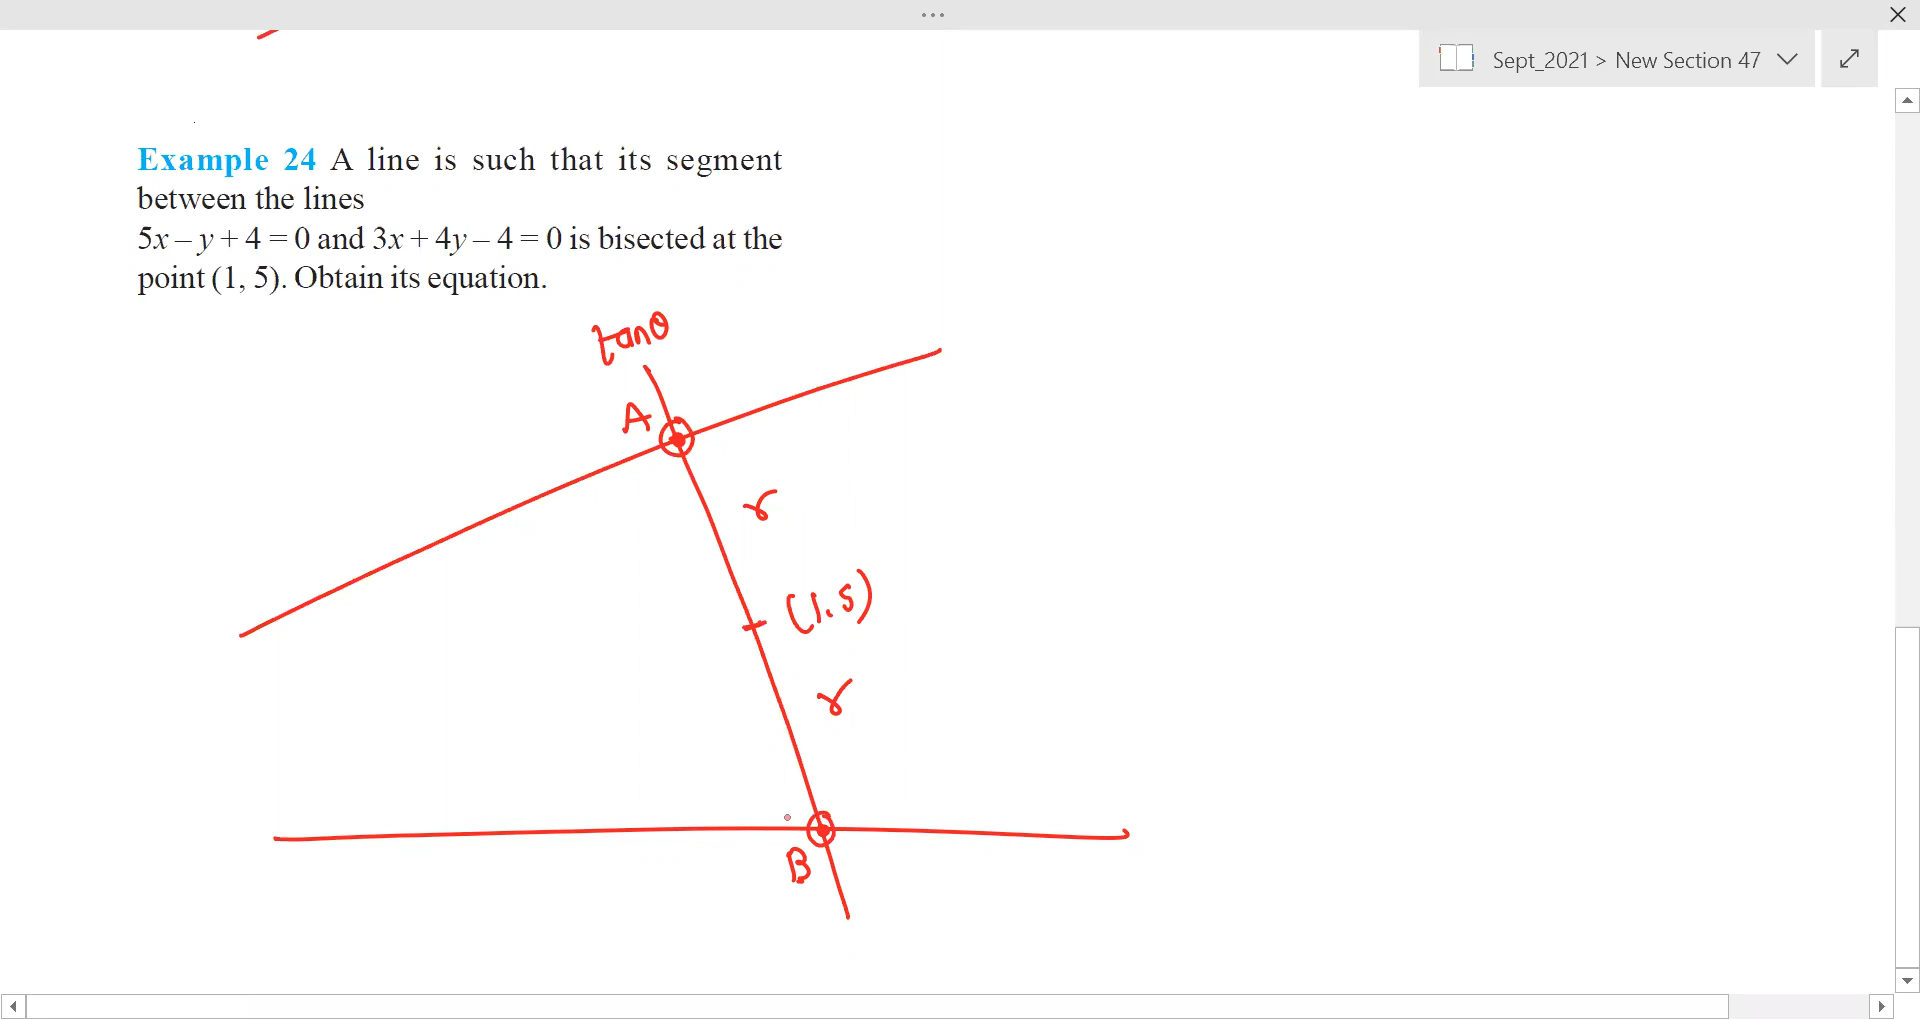 Sept_2021 > New Section 47
Example 24 A line is such that its segment
between the lines
5x – y + 4 = 0 and 3x + 4y – 4 = 0 is bisected at the
point (1, 5). Obtain its equation.
tanθ
A
r
(1,5)
r
B